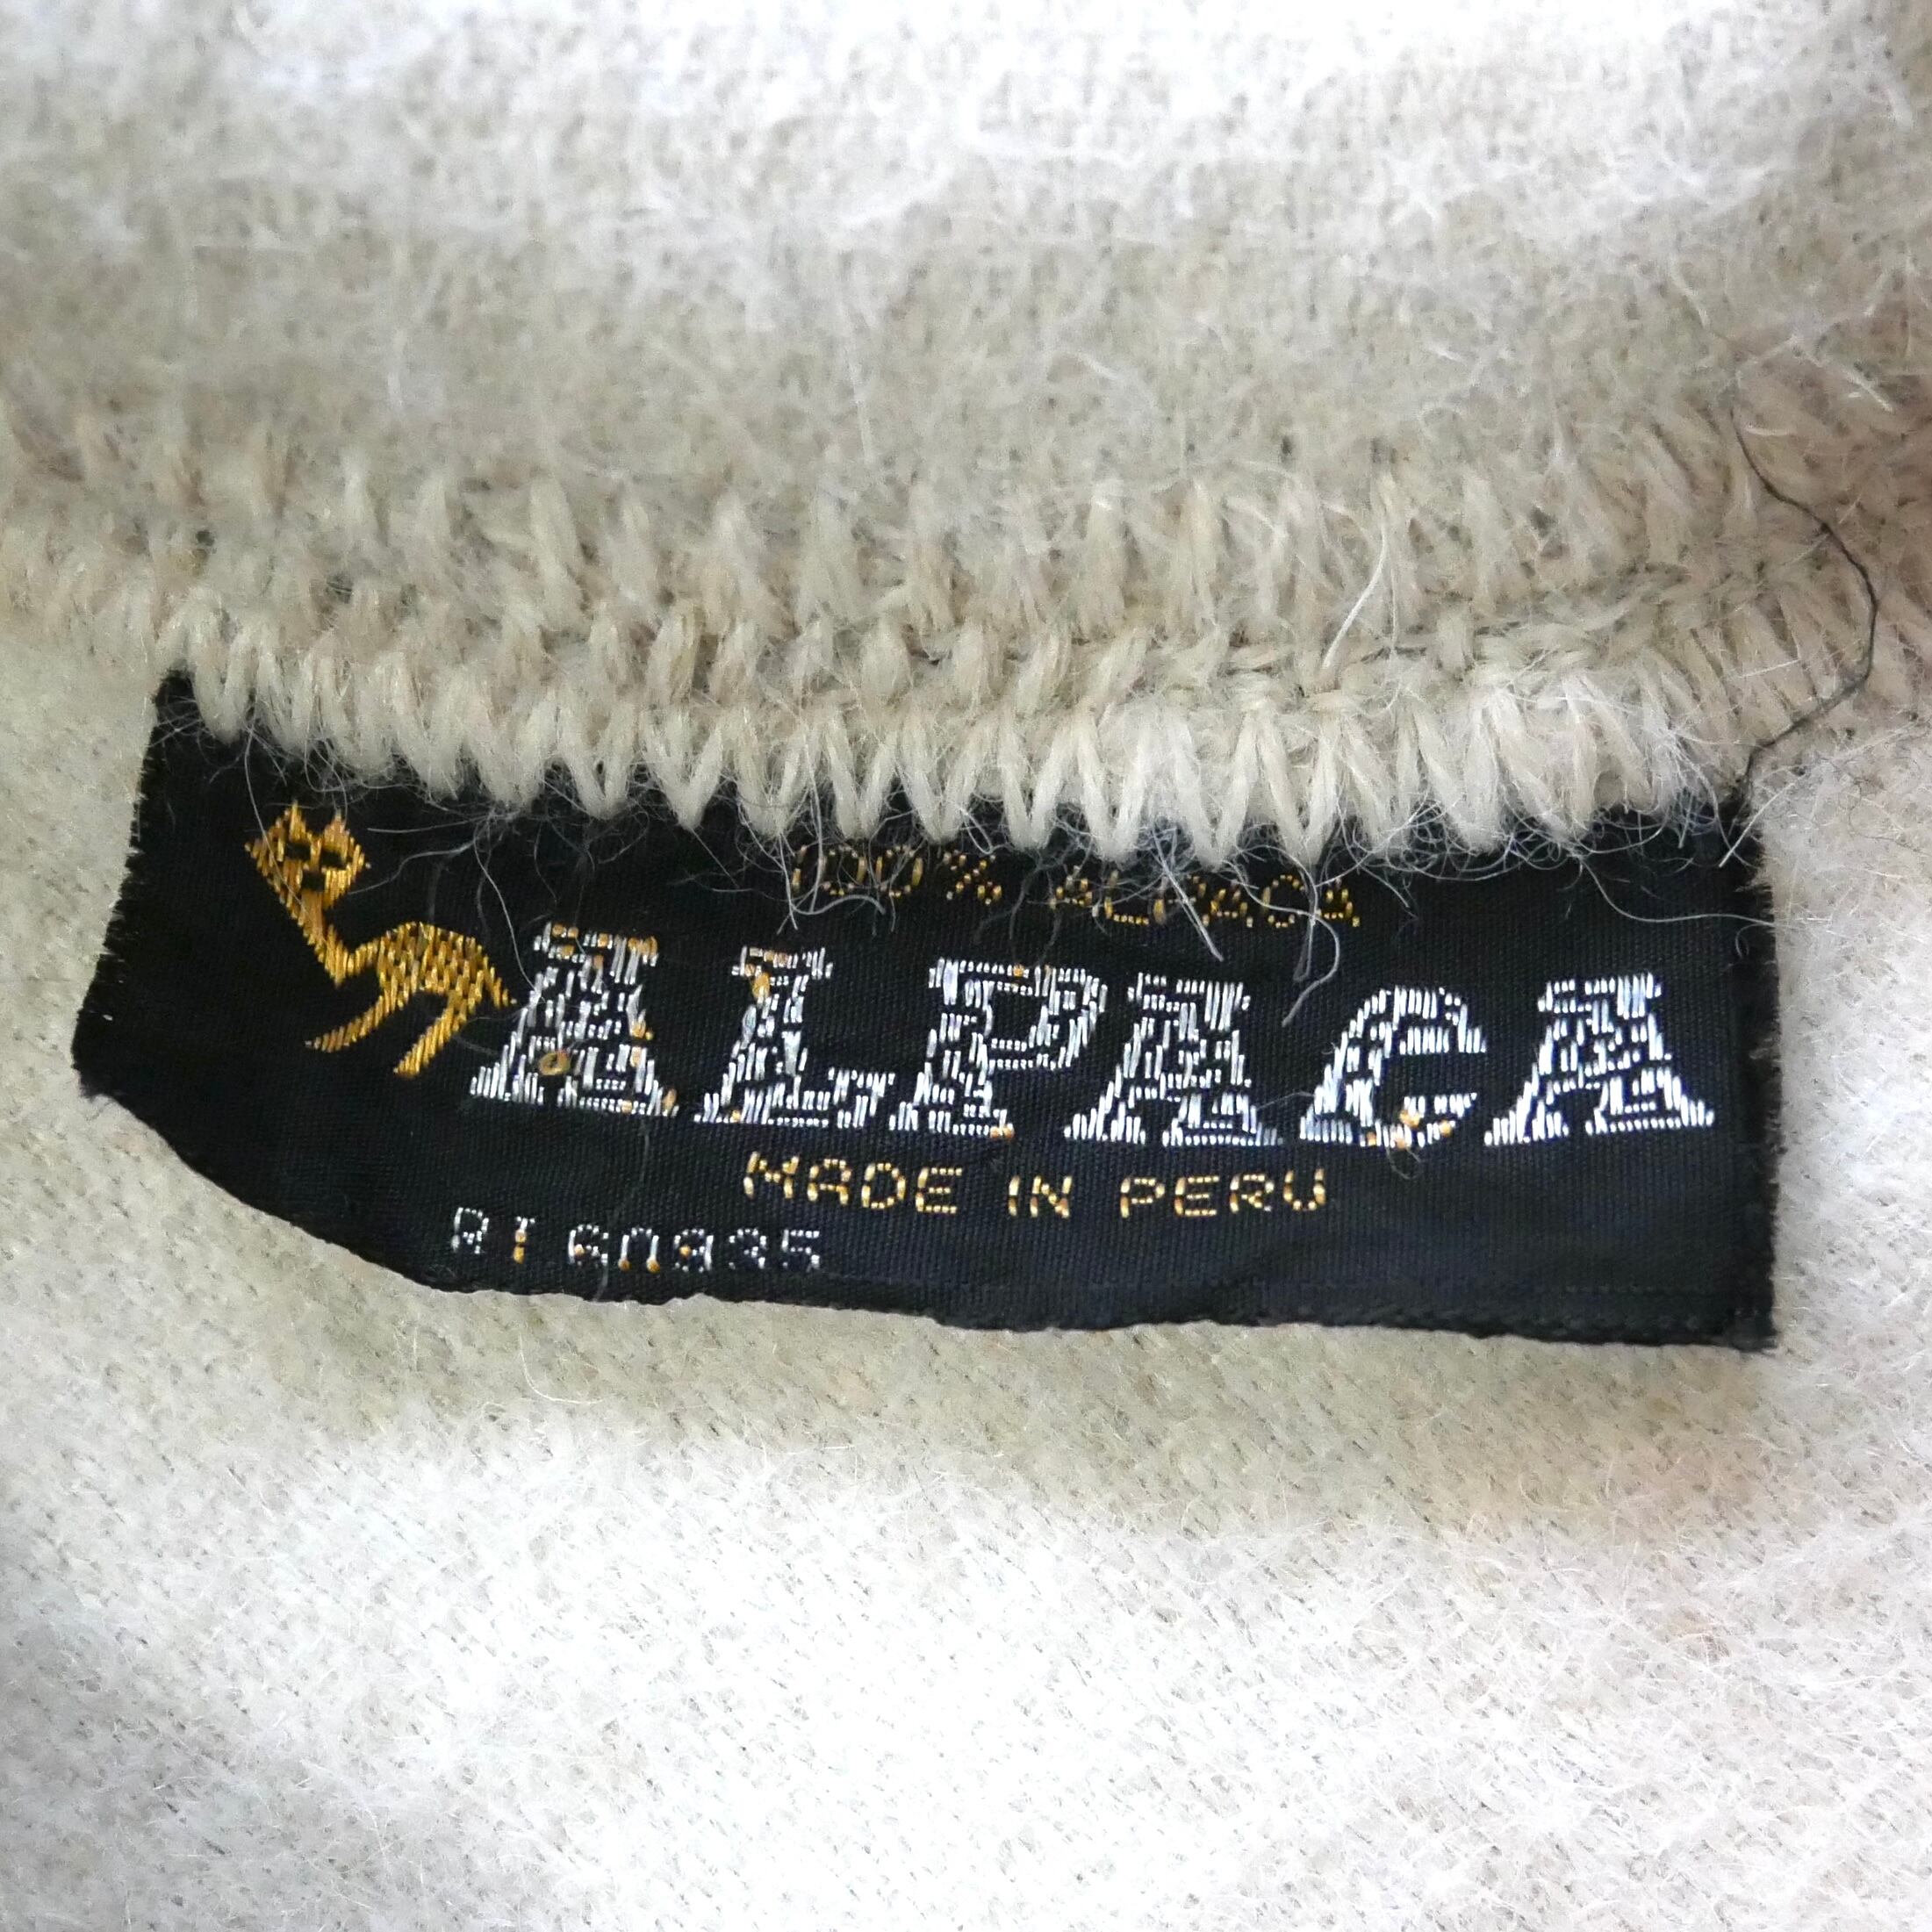 100% ALPACA
ALPACA
MADE IN PERU
RI 60935